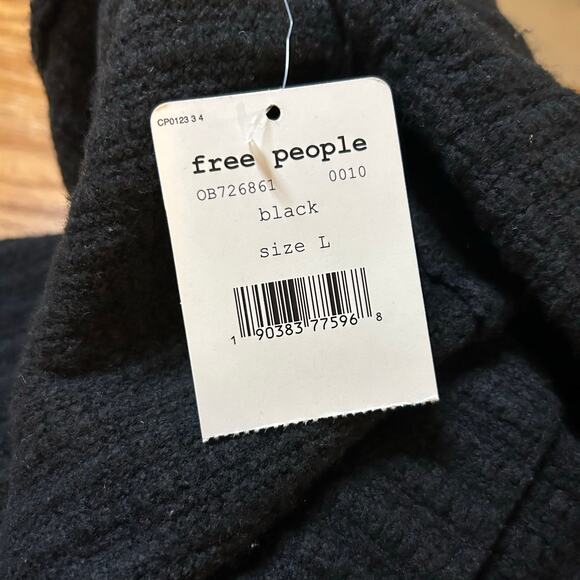 CP0123 3 4
free people
OB726861 0010
black
size L
1 90383 77596 8